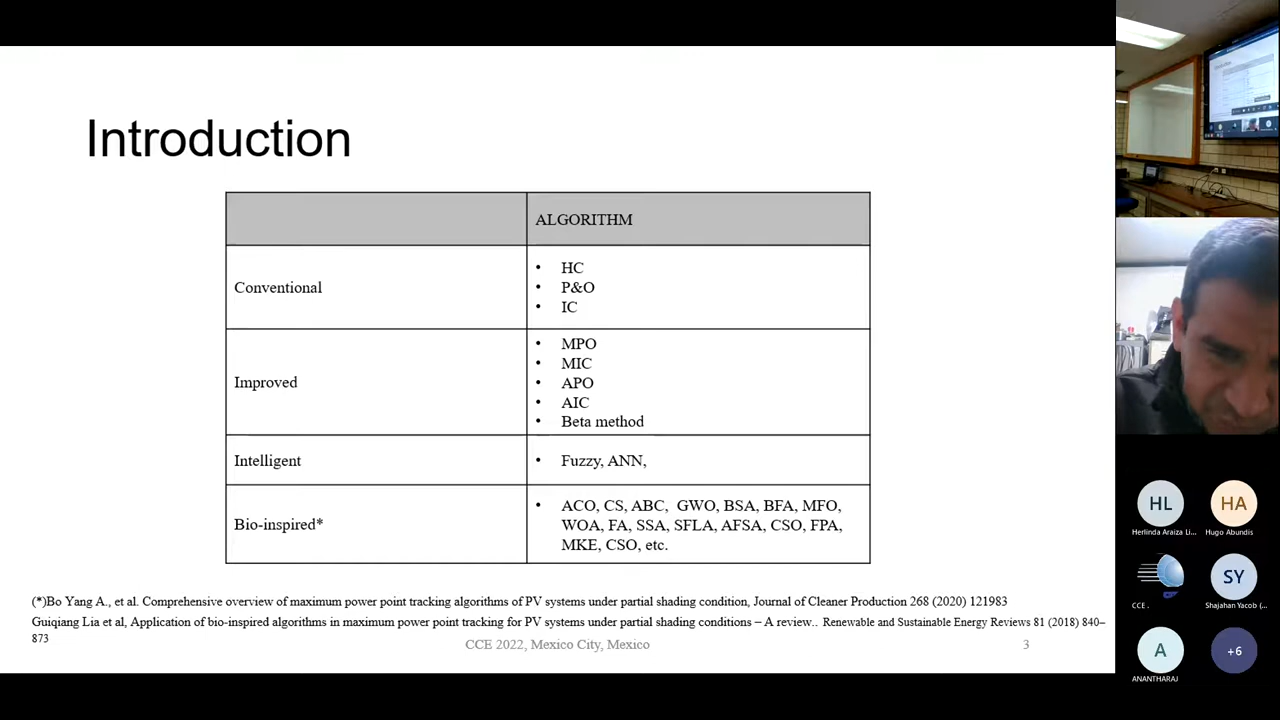 Introduction
ALGORITHM
Conventional
• HC
• P&O
• IC
Improved
• MPO
• MIC
• APO
• AIC
• Beta method
Intelligent
• Fuzzy, ANN,
Bio-inspired*
• ACO, CS, ABC, GWO, BSA, BFA, MFO,
WOA, FA, SSA, SFLA, AFSA, CSO, FPA,
MKE, CSO, etc.
(*)Bo Yang A., et al. Comprehensive overview of maximum power point tracking algorithms of PV systems under partial shading condition, Journal of Cleaner Production 268 (2020) 121983
Guiqiang Lia et al, Application of bio-inspired algorithms in maximum power point tracking for PV systems under partial shading conditions – A review.. Renewable and Sustainable Energy Reviews 81 (2018) 840–
873
CCE 2022, Mexico City, Mexico
3
HL
HA
Herlinda Araiza Li...
Hugo Abundis
SY
CCE .
Shajahan Yacob (...
A
+6
ANANTHARAJ